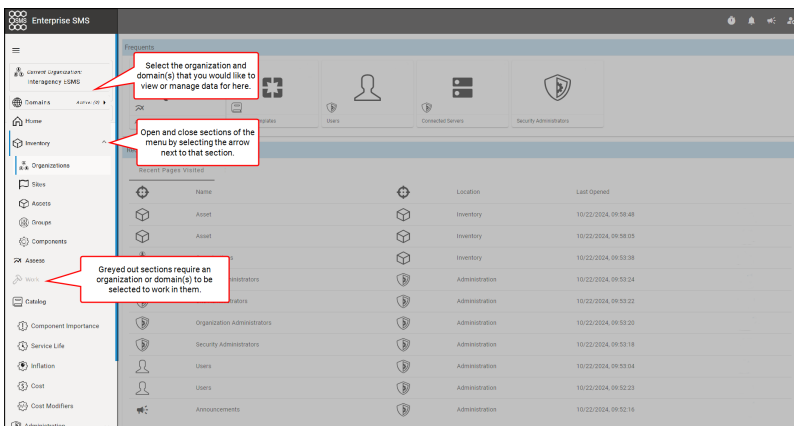 SMS Enterprise SMS
Frequents
Current Organization:
Interagency ESMS
Select the organization and
domain(s) that you would like to
view or manage data for here.
Domains
Home
Users
Connected Servers
Security Administrators
Inventory
Open and close sections of the
menu by selecting the arrow
next to that section.
Recent Pages Visited
Organizations
Name Location Last Opened
Sites
Assets
Asset Inventory 10/22/2024, 09:58:48
Groups
Asset Inventory 10/22/2024, 09:58:05
Components
Inventory 10/22/2024, 09:53:38
Assess
Work
Greyed out sections require an
organization or domain(s) to be
selected to work in them.
Administration 10/22/2024, 09:53:24
Catalog
Administration 10/22/2024, 09:53:22
Component Importance
Organization Administrators Administration 10/22/2024, 09:53:20
Service Life
Security Administrators Administration 10/22/2024, 09:53:18
Inflation
Users Administration 10/22/2024, 09:53:04
Cost
Users Administration 10/22/2024, 09:52:23
Cost Modifiers
Announcements Administration 10/22/2024, 09:52:16
Administration